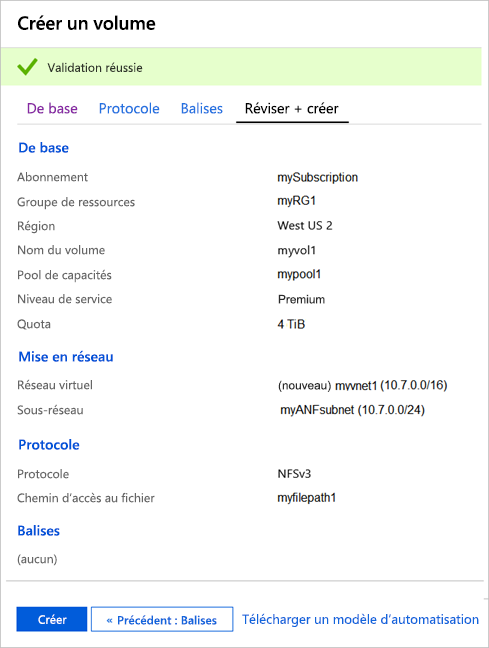 Créer un volume
Validation réussie
De base Protocole Balises Réviser + créer
De base
Abonnement mySubscription
Groupe de ressources myRG1
Région West US 2
Nom du volume myvol1
Pool de capacités mypool1
Niveau de service Premium
Quota 4 TiB
Mise en réseau
Réseau virtuel (nouveau) myvnet1 (10.7.0.0/16)
Sous-réseau myANFsubnet (10.7.0.0/24)
Protocole
Protocole NFSv3
Chemin d'accès au fichier myfilepath1
Balises
(aucun)
Créer « Précédent : Balises Télécharger un modèle d'automatisation